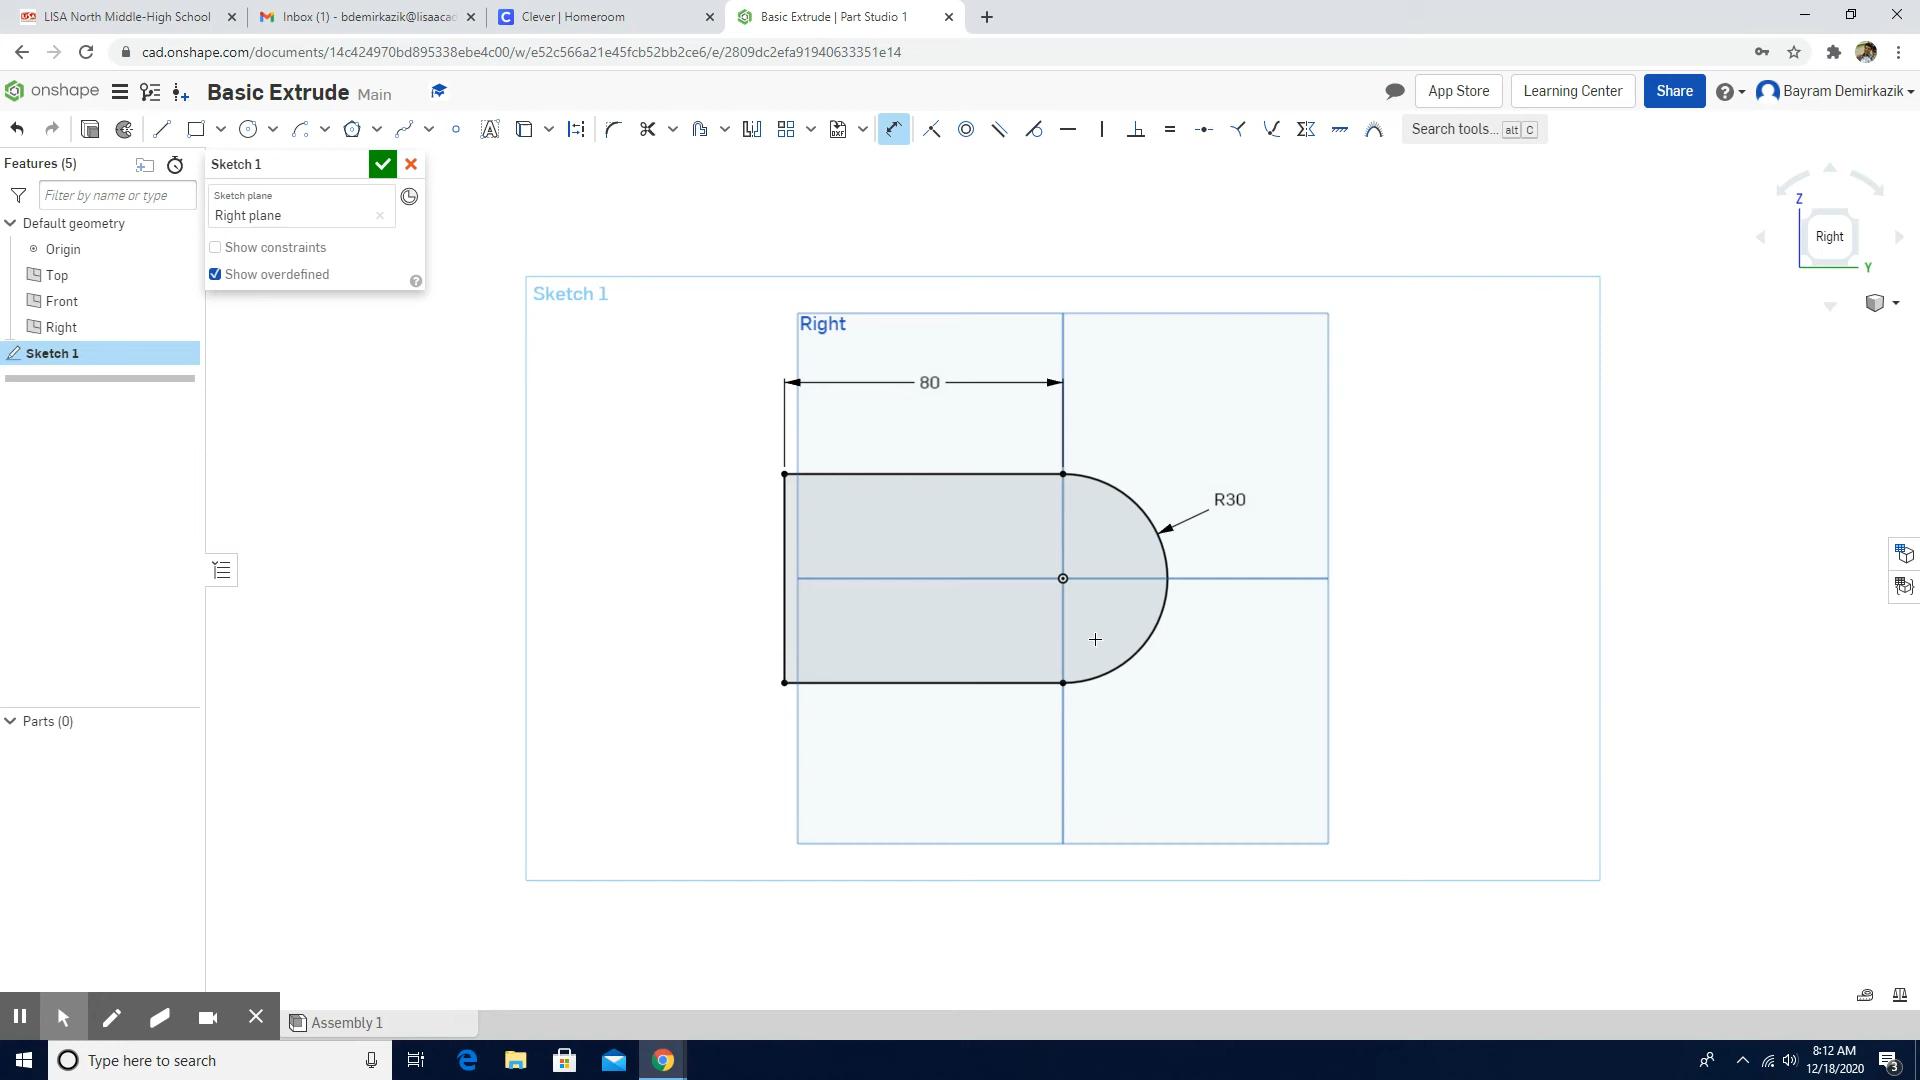 LISA North Middle-High School
Inbox (1) - bdemirkazik@lisaacad
Clever | Homeroom
Basic Extrude | Part Studio 1
cad.onshape.com/documents/14c424970bd895338ebe4c00/w/e52c566a21e45fcb52bb2ce6/e/2809dc2efa91940633351e14
onshape
Basic Extrude Main
App Store
Learning Center
Share
Bayram Demirkazik
Search tools... alt C
Features (5)
Filter by name or type
Default geometry
Origin
Top
Front
Right
Sketch 1
Parts (0)
Sketch 1
Sketch plane
Right plane
Show constraints
Show overdefined
Sketch 1
Right
80
R30
Z
Right
Y
Assembly 1
Type here to search
8:12 AM
12/18/2020
3